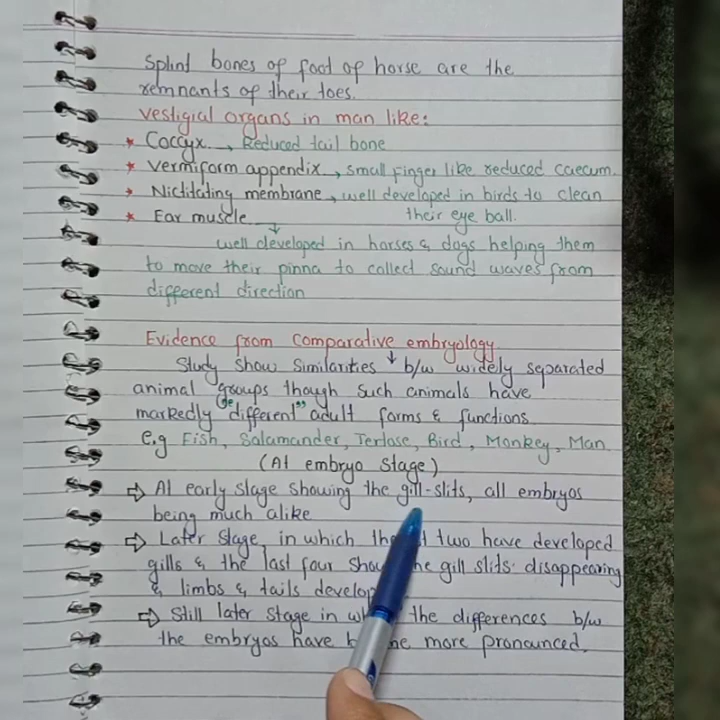 Splint bones of foot of horse are the
remnants of their toes.
Vestigial organs in man like:
* Coccyx → Reduced tail bone
* Vermiform appendix → small finger like reduced caecum.
* Nictitating membrane → well developed in birds to clean
their eye ball.
* Ear muscle
↓
well developed in horses & dogs helping them
to move their pinna to collect sound waves from
different direction
Evidence from Comparative embryology.
Study show Similarities ↓ b/w widely separated
animal groups though such animals have
markedly "different" adult forms & functions.
e.g Fish, Salamander, Tertose, Bird, Monkey, Man.
(At embryo stage)
⇨ At early stage showing the gill-slits, all embryos
being much alike
⇨ Later stage, in which two have developed
gills & the last four gill slits disappearing
& limbs & tails
⇨ Still later stage in the differences b/w
the embryos have more pronounced.